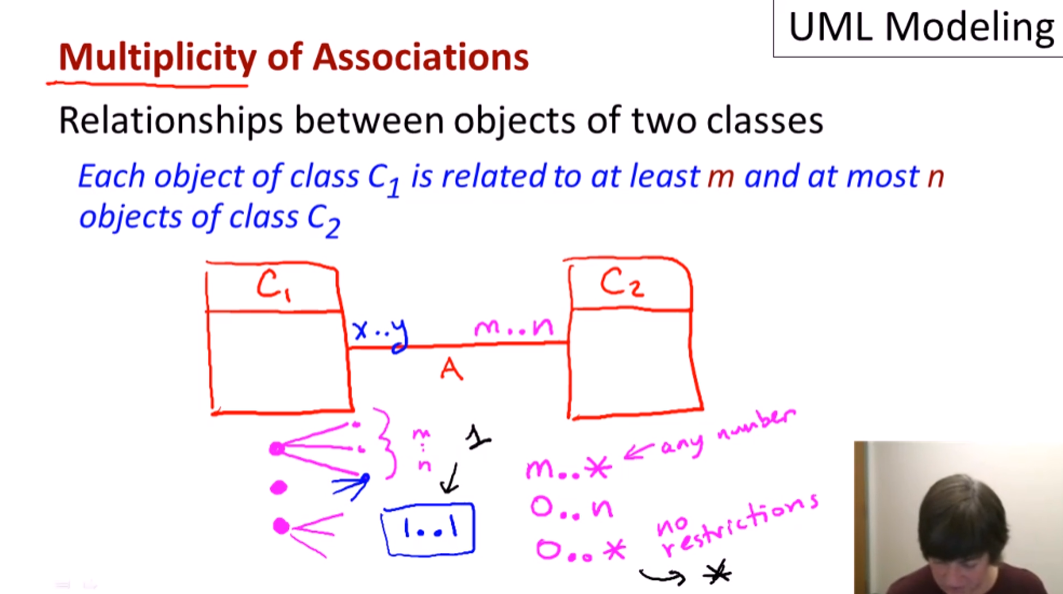 UML Modeling
Multiplicity of Associations
Relationships between objects of two classes
Each object of class C1 is related to at least m and at most n
objects of class C2
C1
C2
x..y
m..n
A
m
:
n
1
1..1
m..* ← any number
0..n
0..* no restrictions
→ *